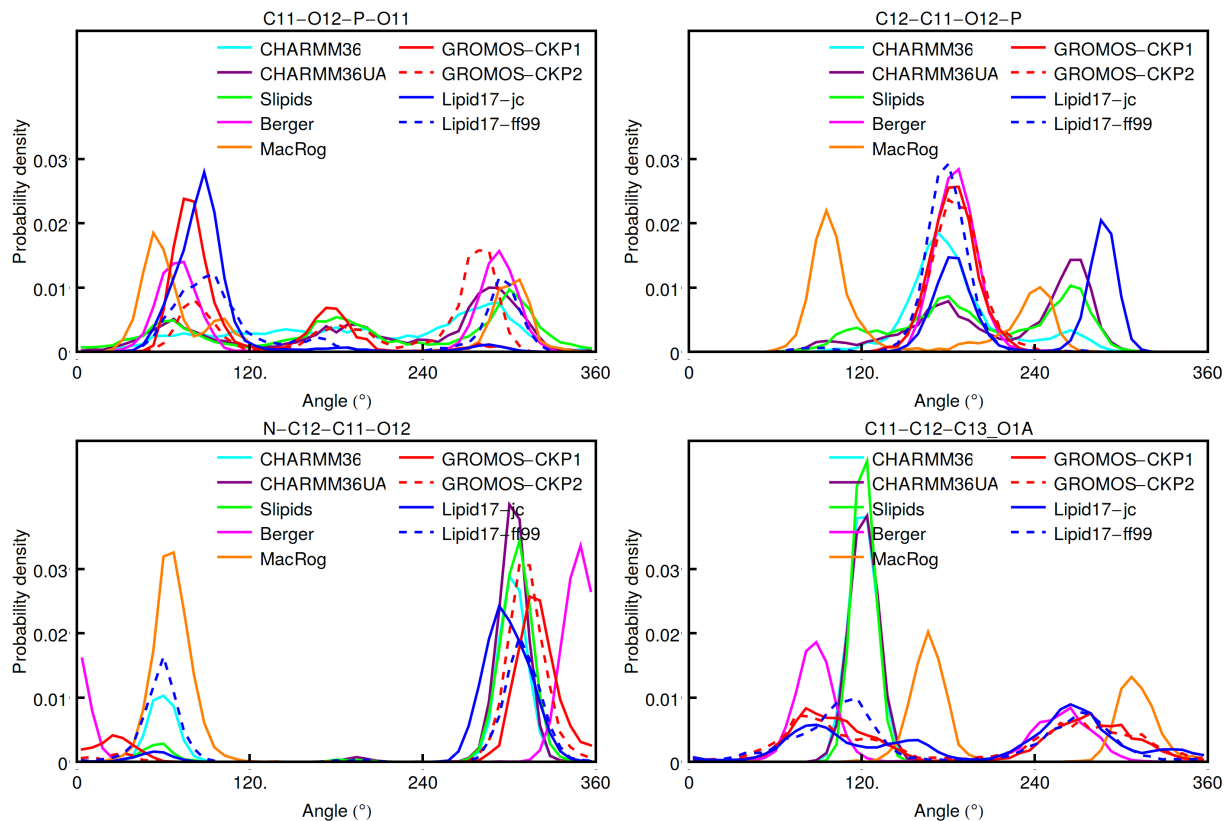 C11−O12−P−O11
CHARMM36
CHARMM36UA
Slipids
Berger
MacRog
GROMOS−CKP1
GROMOS−CKP2
Lipid17−jc
Lipid17−ff99
Probability density
0.03
0.02
0.01
0
0
120.
240
360
Angle (°)
C12−C11−O12−P
CHARMM36
CHARMM36UA
Slipids
Berger
MacRog
GROMOS−CKP1
GROMOS−CKP2
Lipid17−jc
Lipid17−ff99
Probability density
0.03
0.02
0.01
0
0
120.
240
360
Angle (°)
N−C12−C11−O12
CHARMM36
CHARMM36UA
Slipids
Berger
MacRog
GROMOS−CKP1
GROMOS−CKP2
Lipid17−jc
Lipid17−ff99
Probability density
0.03
0.02
0.01
0
0
120.
240
360
Angle (°)
C11−C12−C13_O1A
CHARMM36
CHARMM36UA
Slipids
Berger
MacRog
GROMOS−CKP1
GROMOS−CKP2
Lipid17−jc
Lipid17−ff99
Probability density
0.03
0.02
0.01
0
0
120.
240
360
Angle (°)